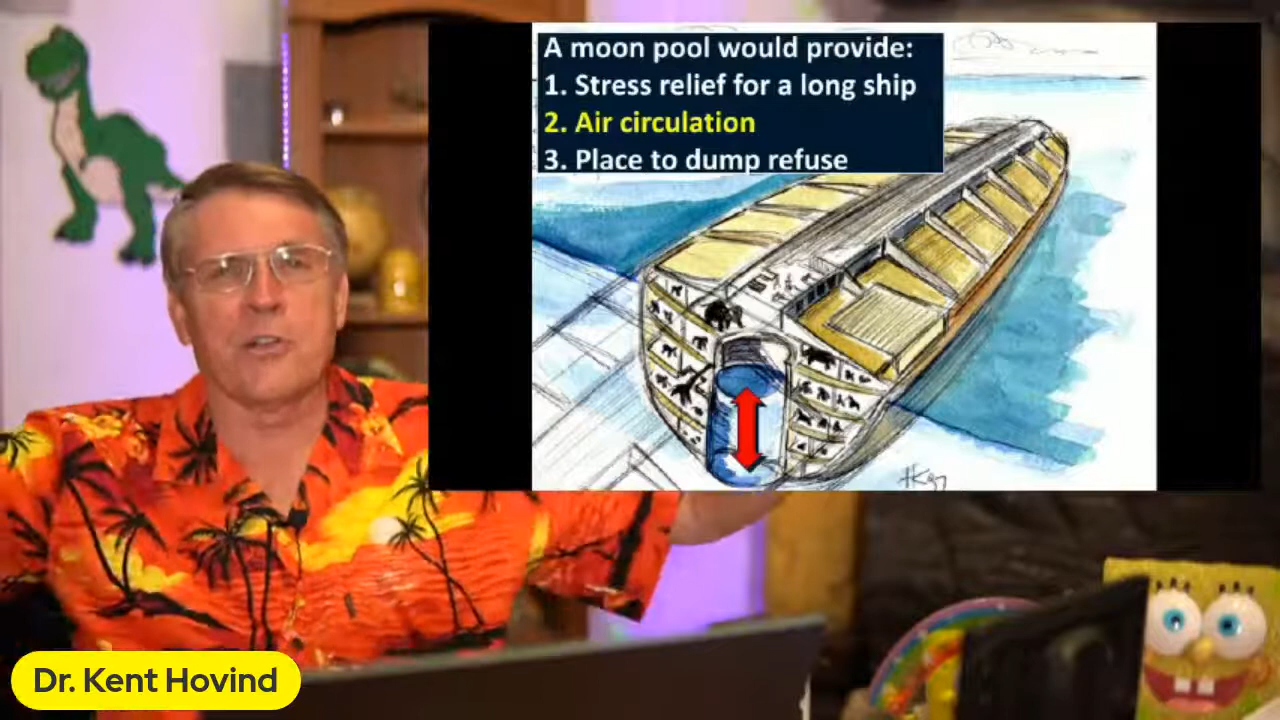 A moon pool would provide:
1. Stress relief for a long ship
2. Air circulation
3. Place to dump refuse
Dr. Kent Hovind